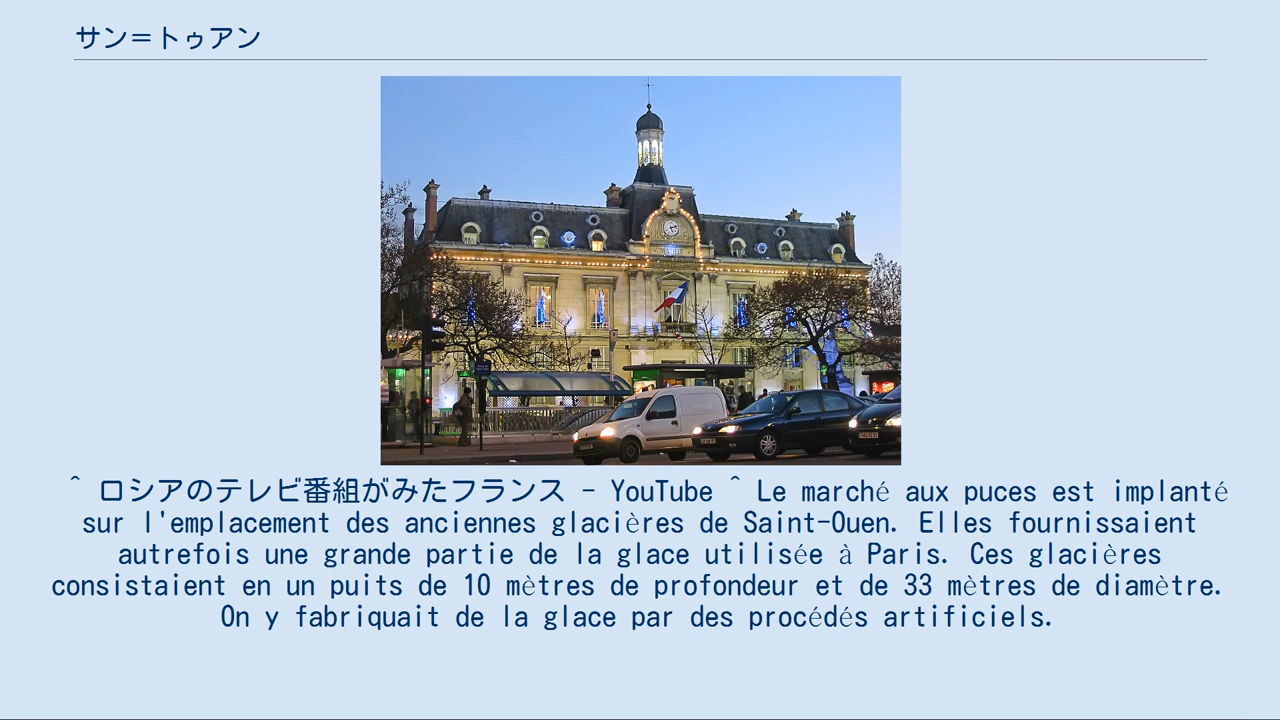 サン＝トゥアン
^ ロシアのテレビ番組がみたフランス - YouTube ^ Le marché aux puces est implanté
sur l'emplacement des anciennes glacières de Saint-Ouen. Elles fournissaient
autrefois une grande partie de la glace utilisée à Paris. Ces glacières
consistaient en un puits de 10 mètres de profondeur et de 33 mètres de diamètre.
On y fabriquait de la glace par des procédés artificiels.